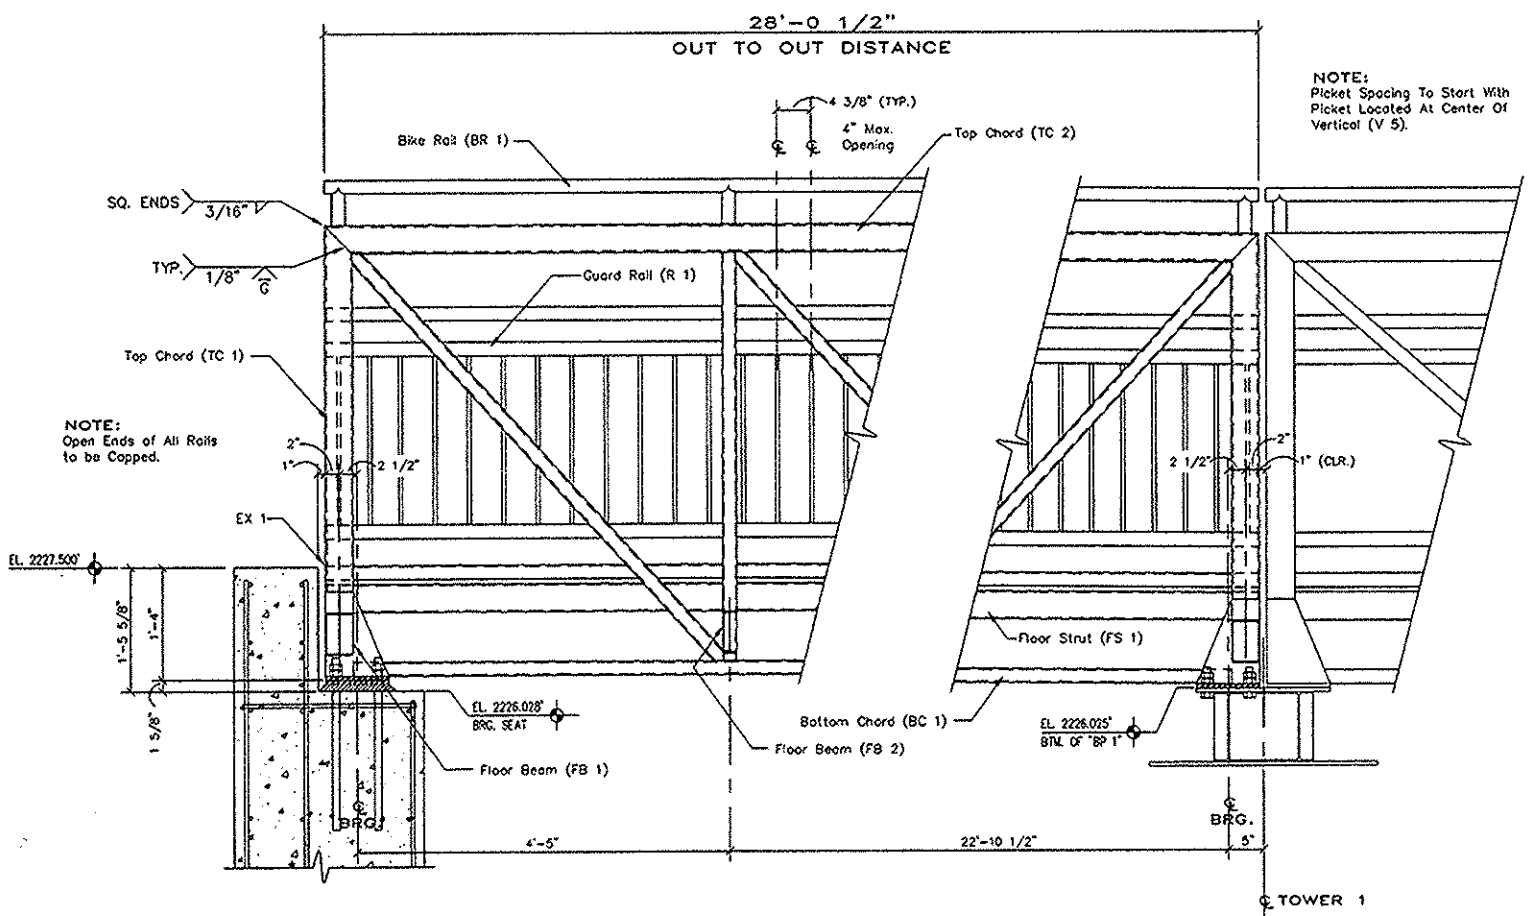 28'-0 1/2"
OUT TO OUT DISTANCE
NOTE:
Picket Spacing To Start With
Picket Located At Center Of
Vertical (V 5).
4 3/8" (TYP.)
4" Max.
Opening
℄ ℄
Bike Rail (BR 1)
Top Chord (TC 2)
SQ. ENDS
3/16"
TYP.
1/8"
G
Guard Rail (R 1)
Top Chord (TC 1)
NOTE:
Open Ends of All Rails
to be Capped.
2"
1"
2 1/2"
2"
2 1/2"
1" (CLR.)
EX 1
EL. 2227.500'
1'-5 5/8"
1'-4"
1 5/8"
Floor Strut (FS 1)
EL. 2226.028'
BRG. SEAT
Bottom Chord (BC 1)
EL. 2226.025'
BTM. OF "BP 1"
Floor Beam (FB 2)
Floor Beam (FB 1)
℄
BRG.
℄
BRG.
4'-5"
22'-10 1/2"
5"
℄ TOWER 1